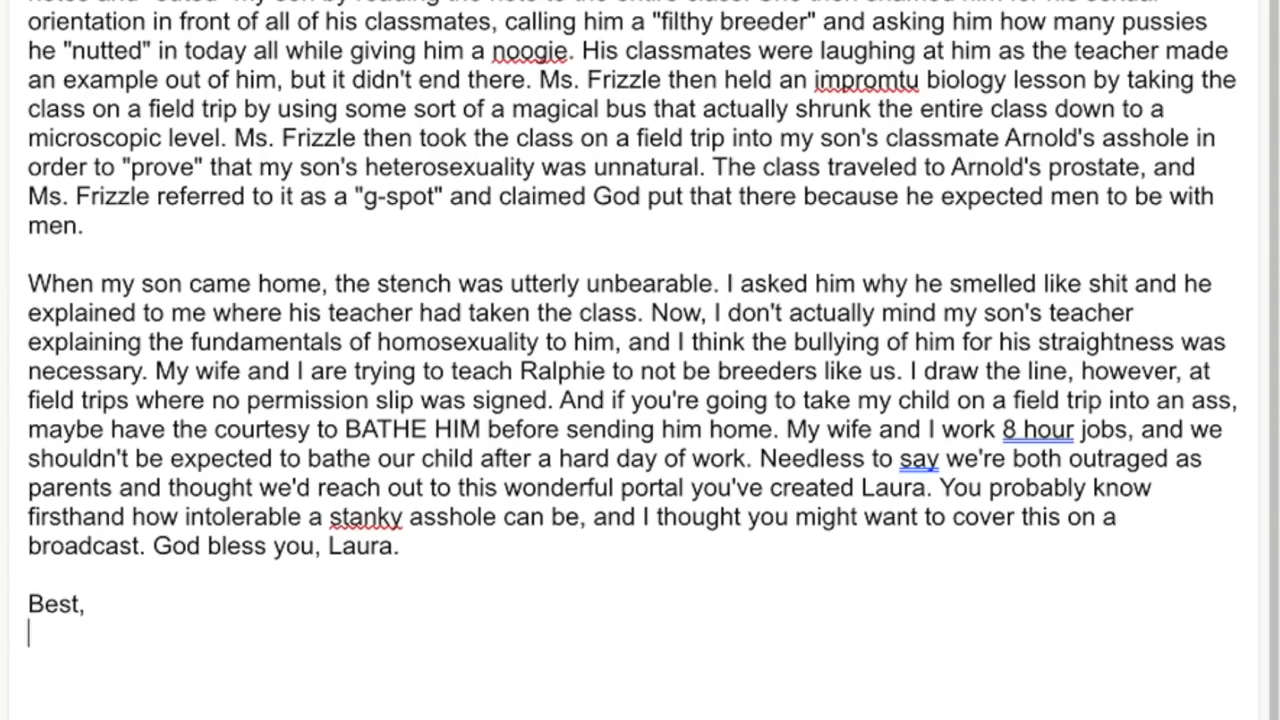 orientation in front of all of his classmates, calling him a "filthy breeder" and asking him how many pussies
he "nutted" in today all while giving him a noogie. His classmates were laughing at him as the teacher made
an example out of him, but it didn't end there. Ms. Frizzle then held an impromtu biology lesson by taking the
class on a field trip by using some sort of a magical bus that actually shrunk the entire class down to a
microscopic level. Ms. Frizzle then took the class on a field trip into my son's classmate Arnold's asshole in
order to "prove" that my son's heterosexuality was unnatural. The class traveled to Arnold's prostate, and
Ms. Frizzle referred to it as a "g-spot" and claimed God put that there because he expected men to be with
men.
When my son came home, the stench was utterly unbearable. I asked him why he smelled like shit and he
explained to me where his teacher had taken the class. Now, I don't actually mind my son's teacher
explaining the fundamentals of homosexuality to him, and I think the bullying of him for his straightness was
necessary. My wife and I are trying to teach Ralphie to not be breeders like us. I draw the line, however, at
field trips where no permission slip was signed. And if you're going to take my child on a field trip into an ass,
maybe have the courtesy to BATHE HIM before sending him home. My wife and I work 8 hour jobs, and we
shouldn't be expected to bathe our child after a hard day of work. Needless to say we're both outraged as
parents and thought we'd reach out to this wonderful portal you've created Laura. You probably know
firsthand how intolerable a stanky asshole can be, and I thought you might want to cover this on a
broadcast. God bless you, Laura.
Best,